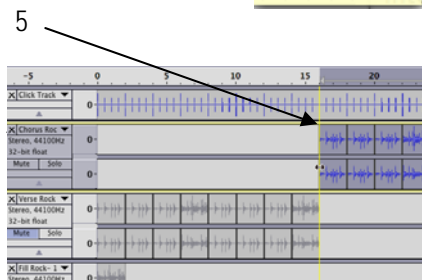 5
-5 0 5 10 15 20
X Click Track ▼
0-
X Chorus Roc ▼
Stereo, 44100Hz
32-bit float
Mute Solo
0-
0-
X Verse Rock ▼
Stereo, 44100Hz
32-bit float
Mute Solo
0-
0-
X Fill Rock- 1 ▼
Stereo, 44100Hz
0-